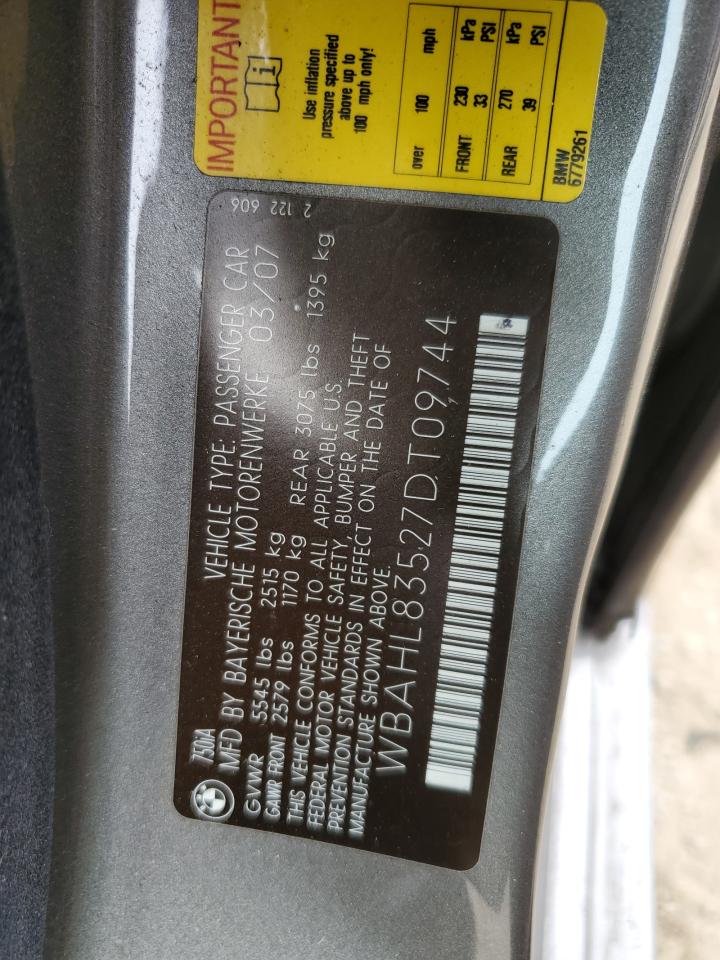 IMPORTANT
Use inflation
pressure specified
above up to
100 mph only!
over 100 mph
FRONT 230 kPa
33 PSI
REAR 270 kPa
39 PSI
BMW
6779261
2 122 606
750iA VEHICLE TYPE: PASSENGER CAR
MFD BY BAYERISCHE MOTORENWERKE 03/07
GVWR 5545 lbs 2515 kg
GAWR FRONT 2579 lbs 1170 kg REAR 3075 lbs 1395 kg
THIS VEHICLE CONFORMS TO ALL APPLICABLE U.S.
FEDERAL MOTOR VEHICLE SAFETY, BUMPER AND THEFT
PREVENTION STANDARDS IN EFFECT ON THE DATE OF
MANUFACTURE SHOWN ABOVE.
WBAHL83527DT09744